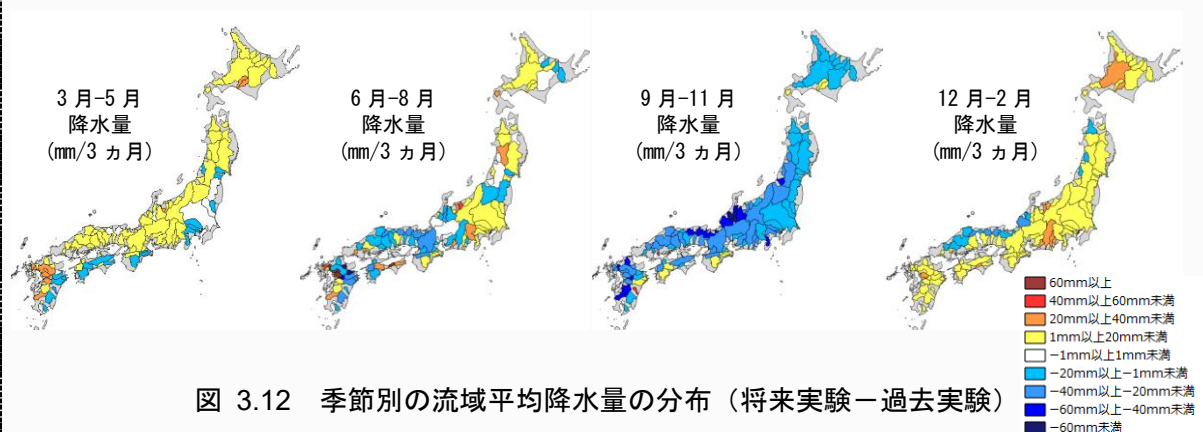 3 月-5 月
降水量
(mm/3 ヵ月)
6 月-8 月
降水量
(mm/3 ヵ月)
9 月-11 月
降水量
(mm/3 ヵ月)
12 月-2 月
降水量
(mm/3 ヵ月)
60mm以上
40mm以上60mm未満
20mm以上40mm未満
1mm以上20mm未満
−1mm以上1mm未満
−20mm以上−1mm未満
−40mm以上−20mm未満
−60mm以上−40mm未満
−60mm未満
図 3.12 季節別の流域平均降水量の分布（将来実験－過去実験）